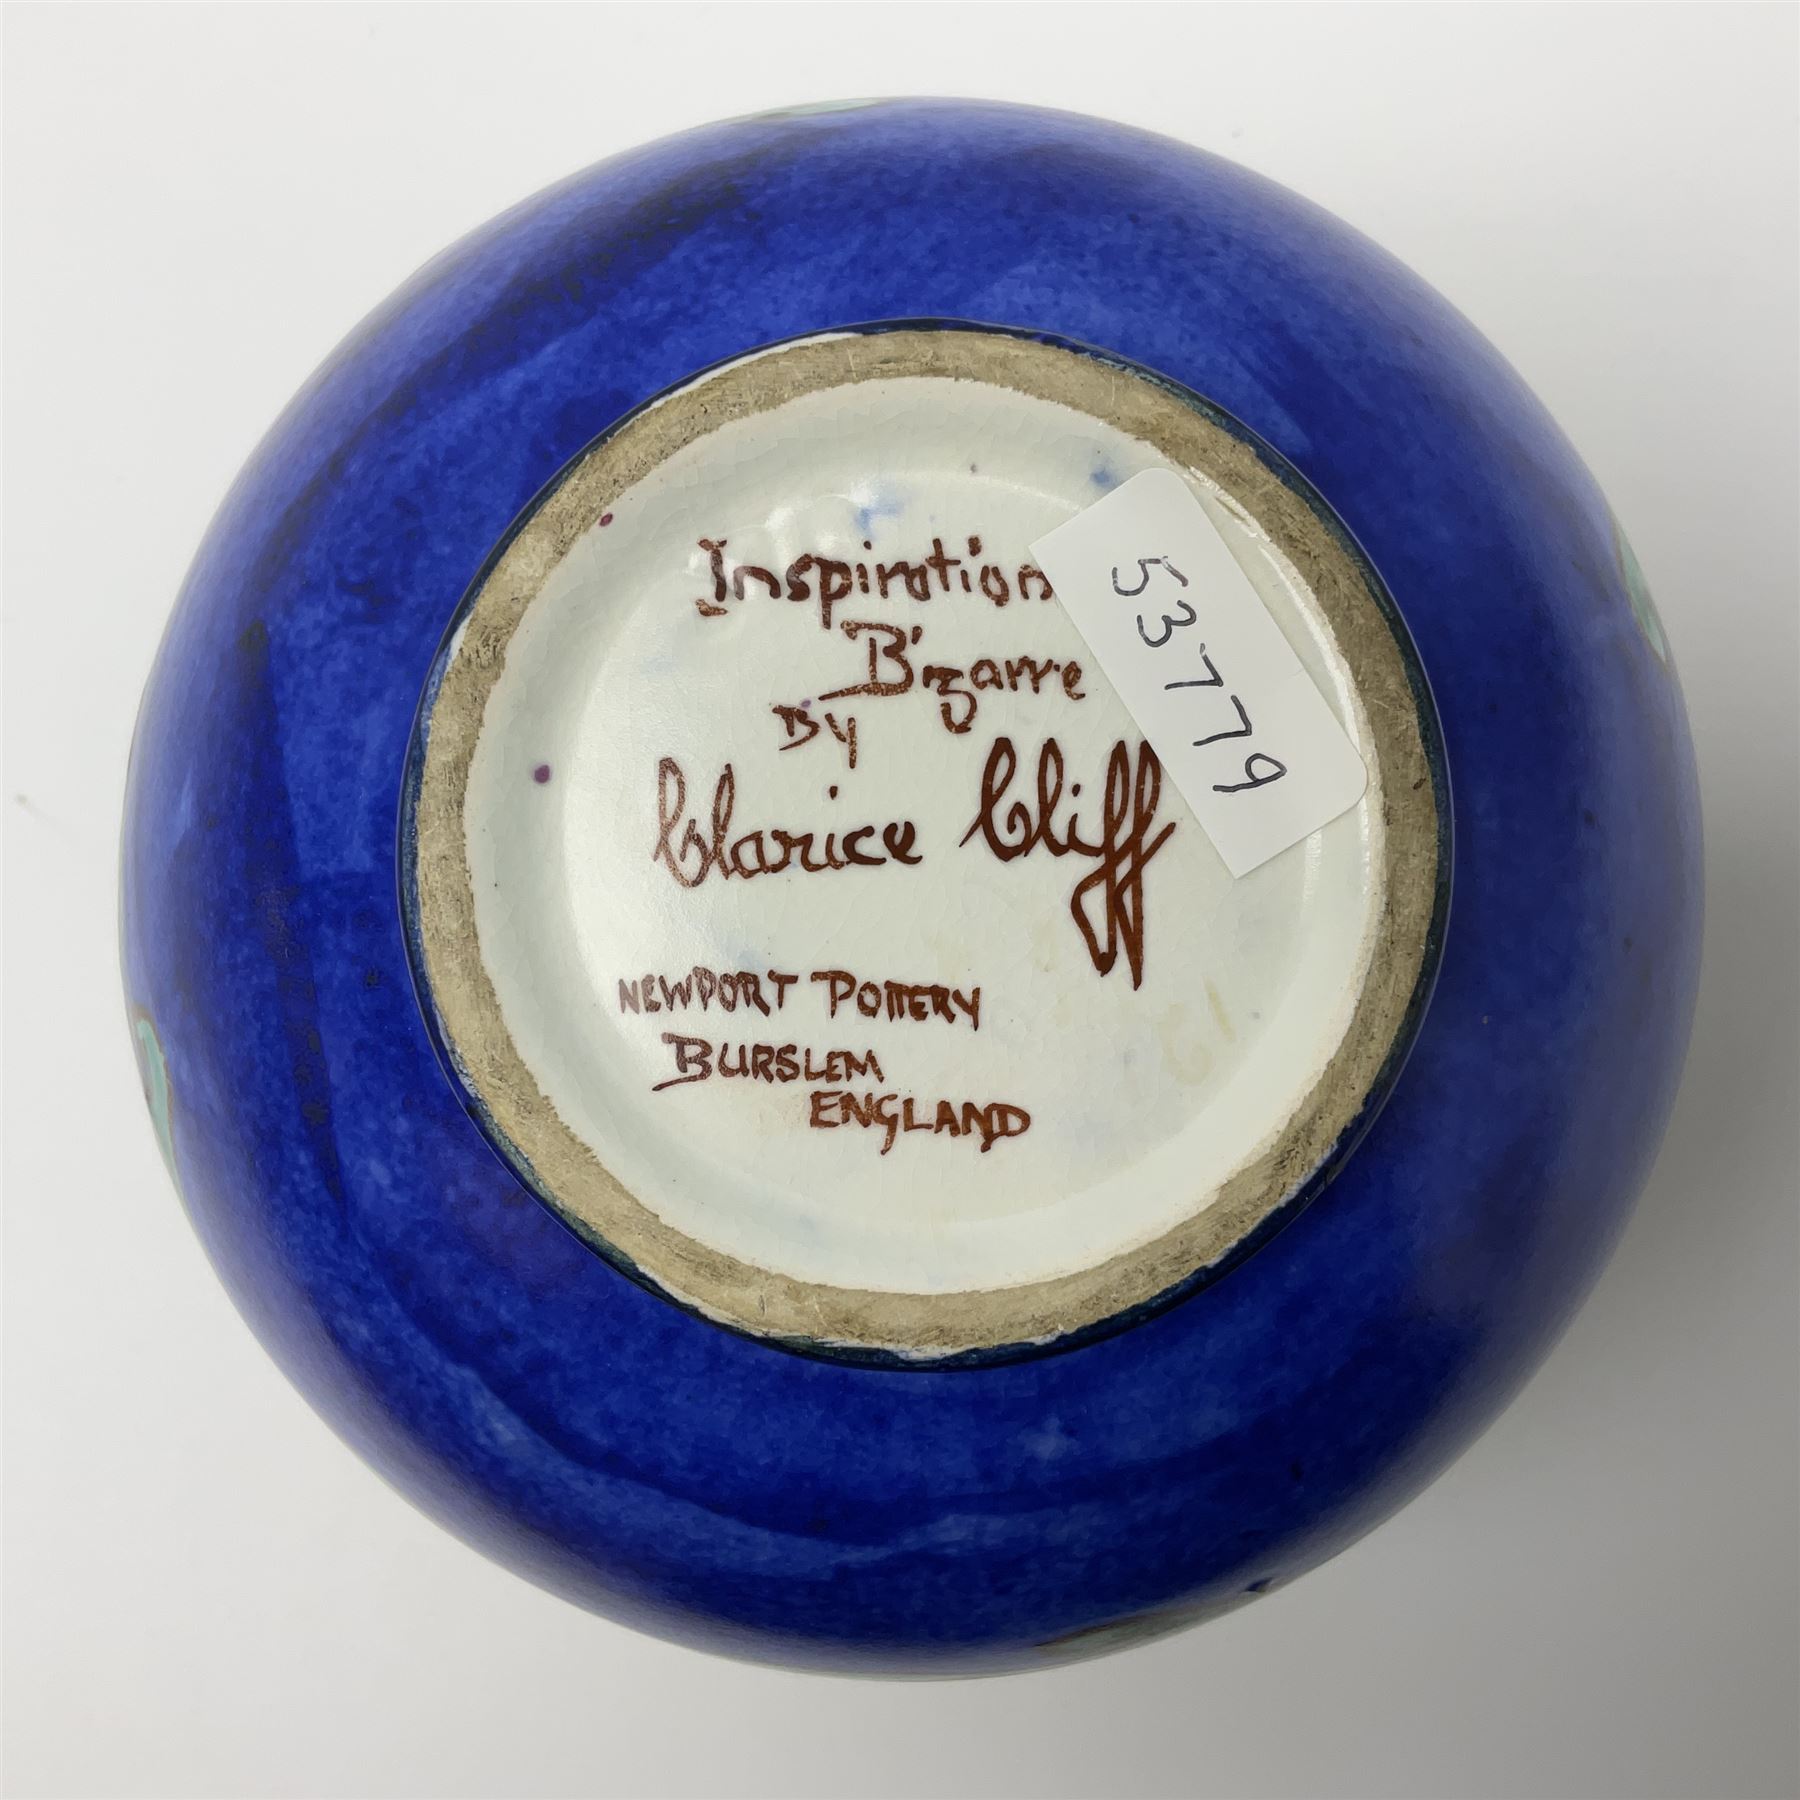 Inspiration
Bizarre
BY
Clarice Cliff
NEWPORT POTTERY
BURSLEM
ENGLAND
53779